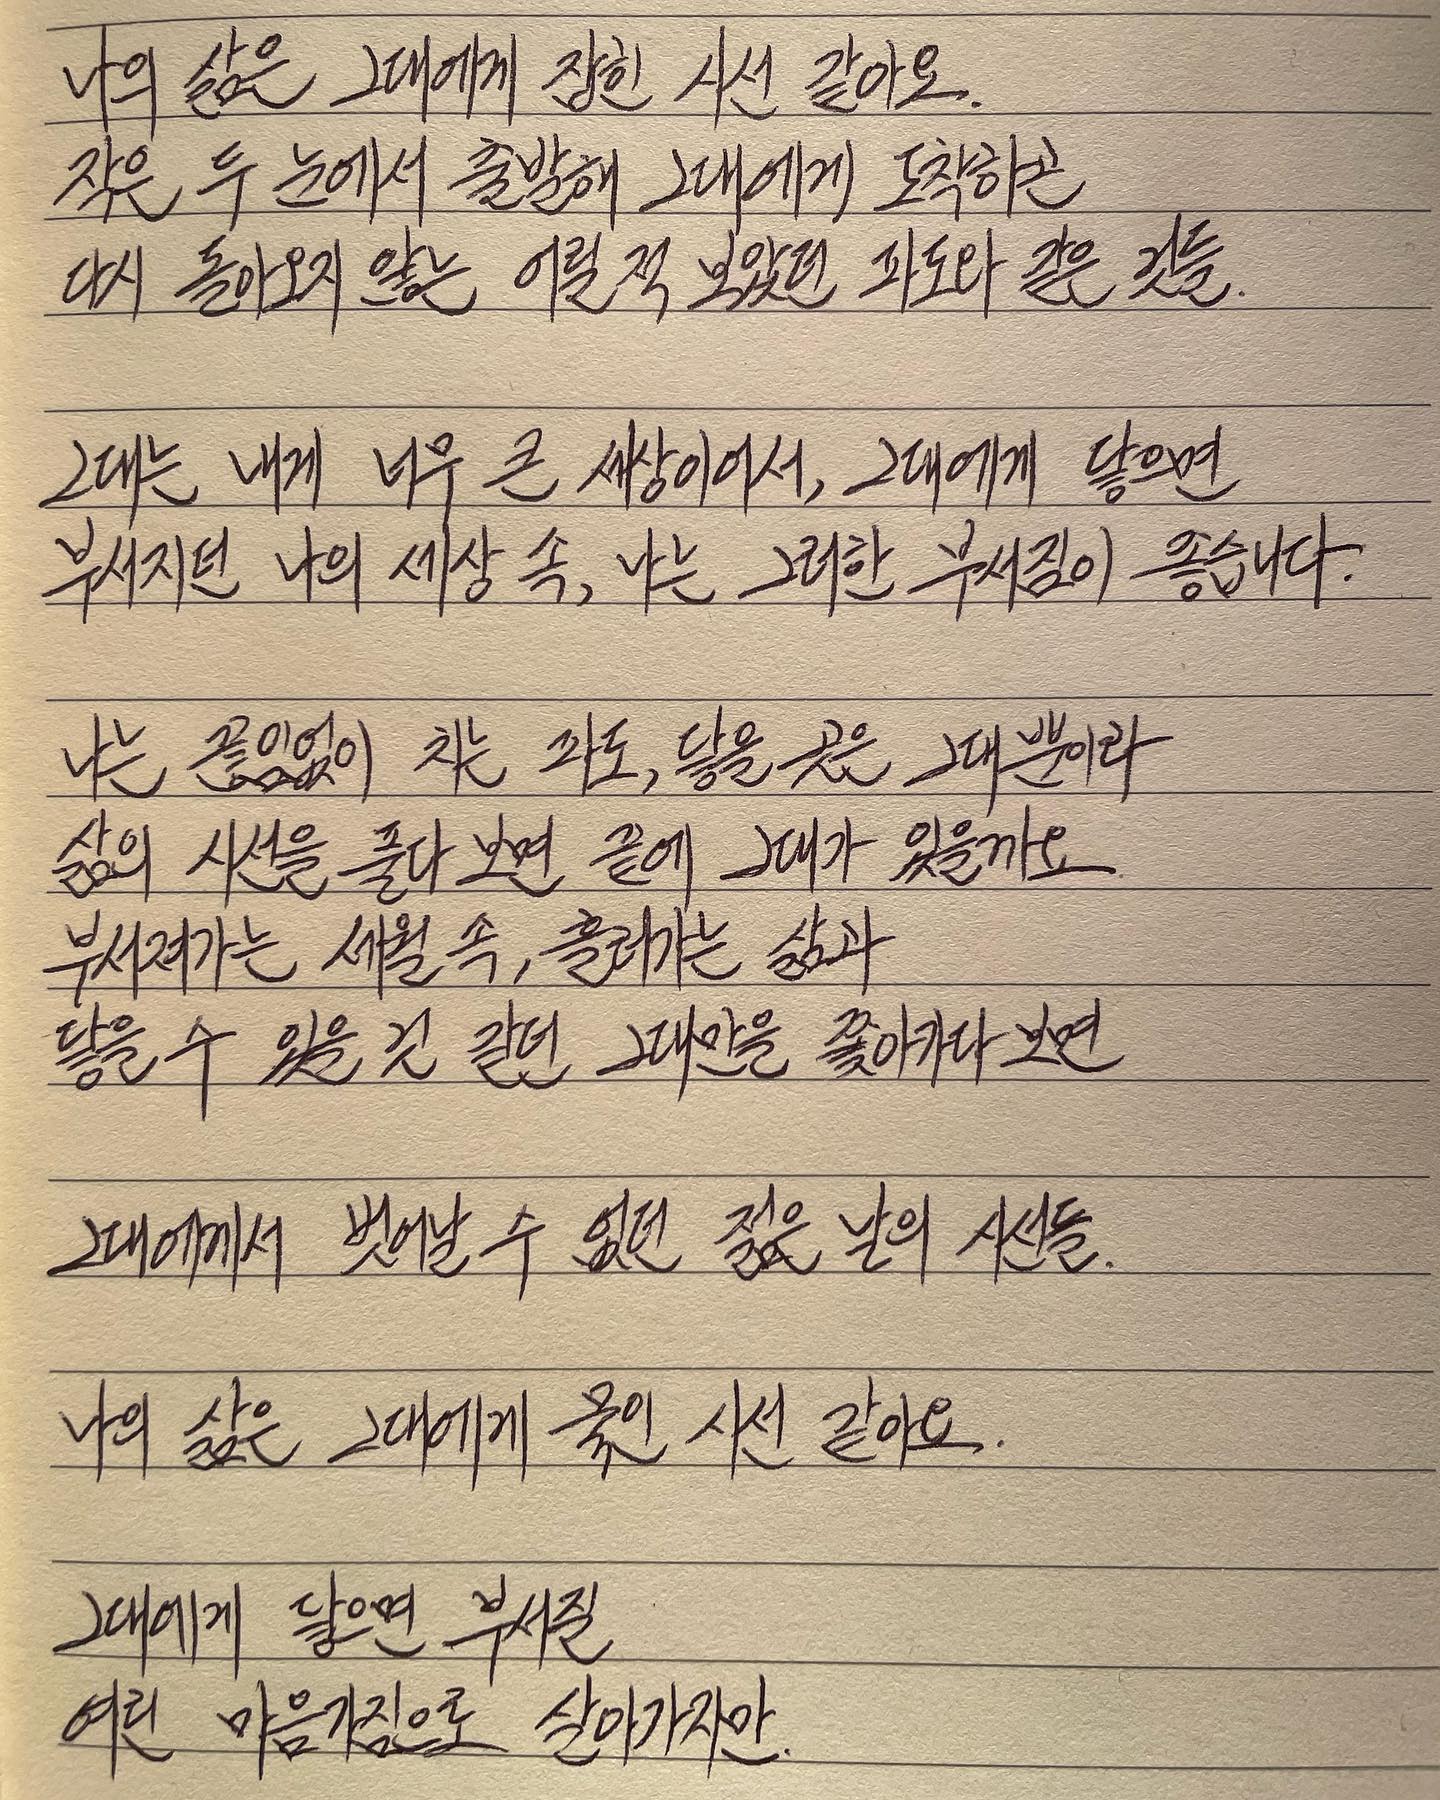 나의 삶은 그대에게 잡힌 시선 같아요.
작은 두 눈에서 출발해 그대에게 도착하곤
다시 돌아오지 않는 어릴 적 보았던 파도와 같은 것들.
그대는 내게 너무 큰 세상이어서, 그대에게 닿으면
부서지던 나의 세상 속, 나는 그러한 부서짐이 좋습니다.
나는 끝임없이 치는 파도, 닿을 곳은 그대뿐이라
삶의 시선을 풀다 보면 끝에 그대가 있을까요
부서져가는 세월 속, 흘러가는 삶과
닿을 수 있을 것 같던 그대만을 쫓아가다 보면
그대에게서 벗어날 수 없던 젊은 날의 시선들.
나의 삶은 그대에게 묶인 시선 같아요.
그대에게 닿으면 부서질
여린 마음가짐으로 살아가지만.